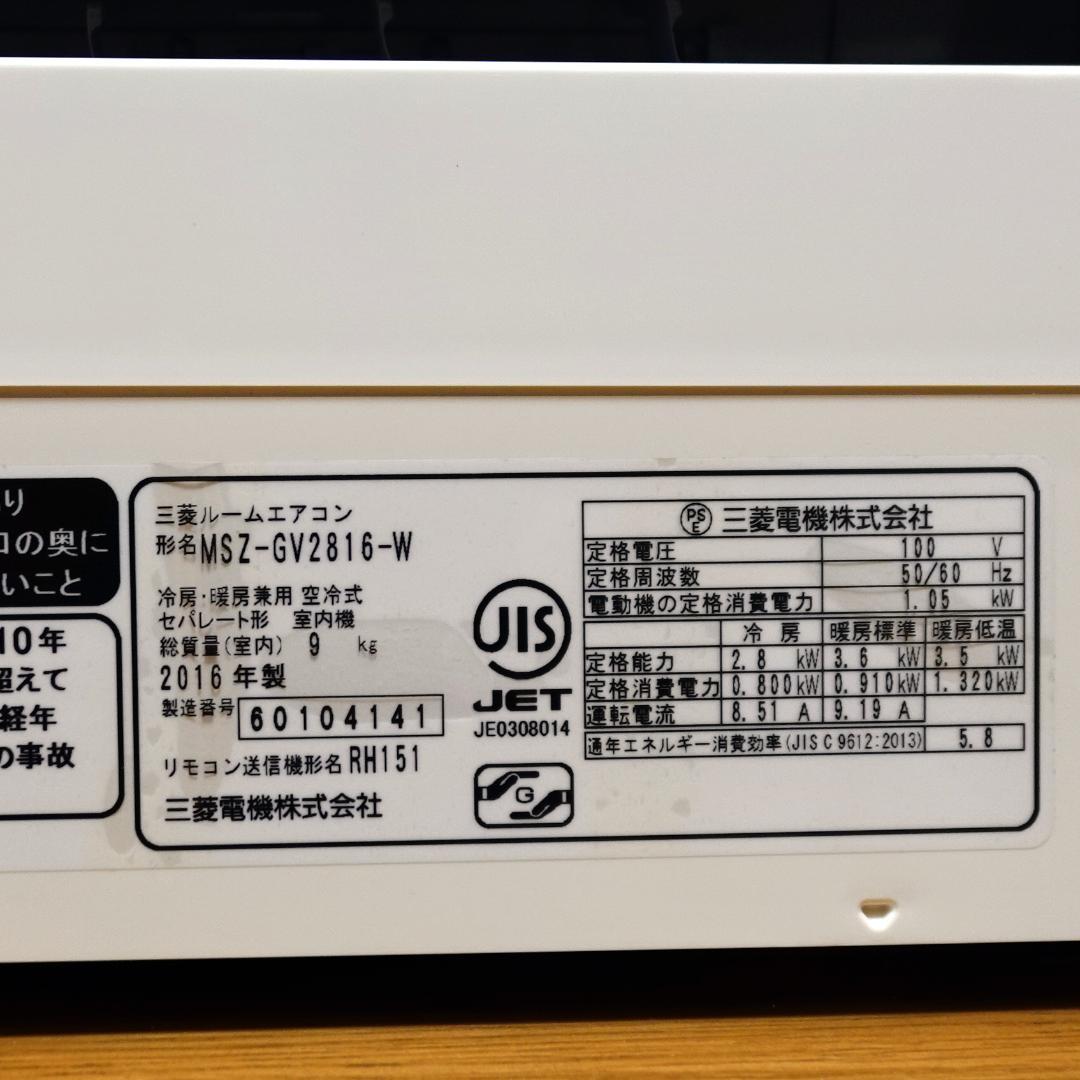 り
ロの奥に
いこと
10年
超えて
経年
の事故
三菱ルームエアコン
形名 MSZ-GV2816-W
冷房・暖房兼用 空冷式
セパレート形 室内機
総質量(室内) 9 kg
2016年製
製造番号 60104141
リモコン送信機形名 RH151
三菱電機株式会社
JIS
JET
JE0308014
G
PSE 三菱電機株式会社
定格電圧 100 V
定格周波数 50/60 Hz
電動機の定格消費電力 1.05 kW
冷房 暖房標準 暖房低温
定格能力 2.8 kW 3.6 kW 3.5 kW
定格消費電力 0.800kW 0.910kW 1.320kW
運転電流 8.51 A 9.19 A
通年エネルギー消費効率(JIS C 9612:2013) 5.8